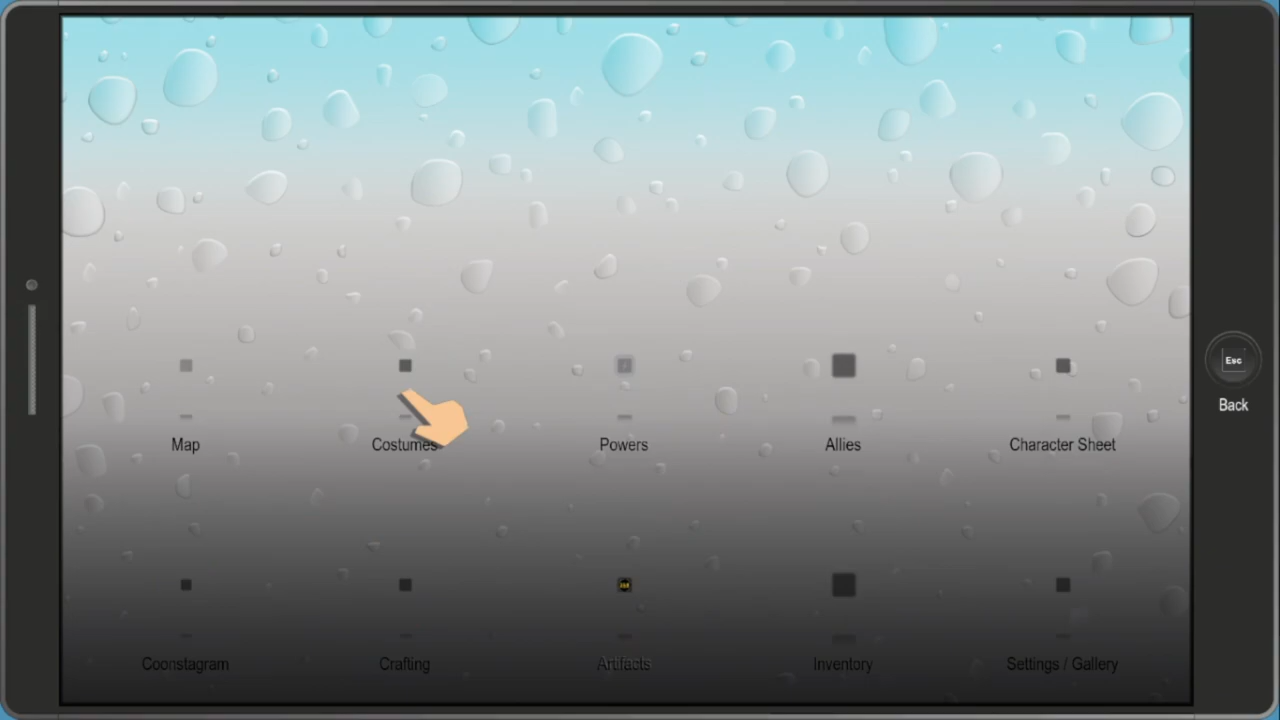 Esc
Back
Map
Costumes
Powers
Allies
Character Sheet
Coonstagram
Crafting
Artifacts
Inventory
Settings / Gallery